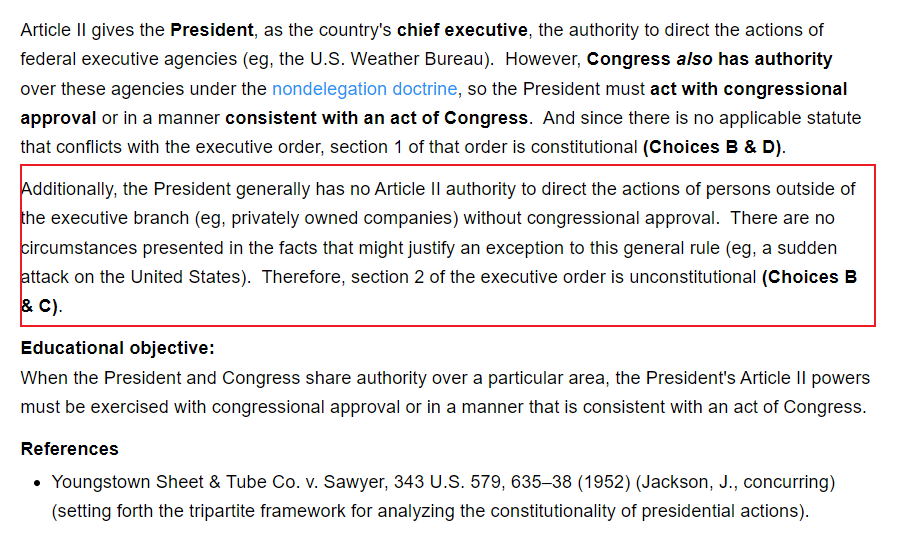 Article II gives the President, as the country's chief executive, the authority to direct the actions of
federal executive agencies (eg, the U.S. Weather Bureau).  However, Congress also has authority
over these agencies under the nondelegation doctrine, so the President must act with congressional
approval or in a manner consistent with an act of Congress.  And since there is no applicable statute
that conflicts with the executive order, section 1 of that order is constitutional (Choices B & D).
Additionally, the President generally has no Article II authority to direct the actions of persons outside of
the executive branch (eg, privately owned companies) without congressional approval.  There are no
circumstances presented in the facts that might justify an exception to this general rule (eg, a sudden
attack on the United States).  Therefore, section 2 of the executive order is unconstitutional (Choices B
& C).
Educational objective:
When the President and Congress share authority over a particular area, the President's Article II powers
must be exercised with congressional approval or in a manner that is consistent with an act of Congress.
References
• Youngstown Sheet & Tube Co. v. Sawyer, 343 U.S. 579, 635–38 (1952) (Jackson, J., concurring)
(setting forth the tripartite framework for analyzing the constitutionality of presidential actions).